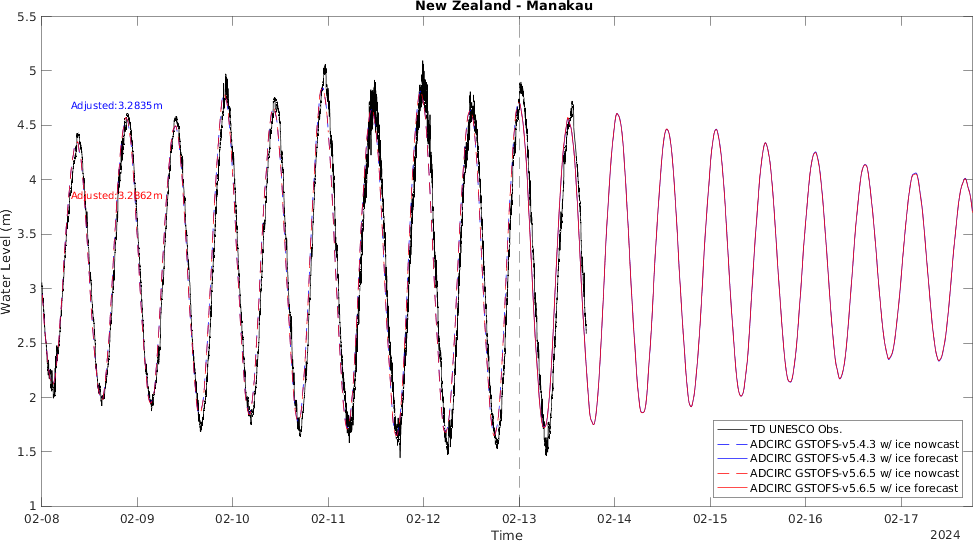 New Zealand - Manakau
5.5
5
4.5
4
3.5
3
2.5
2
1.5
1
Water Level (m)
Adjusted:3.2835m
Adjusted:3.2862m
TD UNESCO Obs.
ADCIRC GSTOFS-v5.4.3 w/ ice nowcast
ADCIRC GSTOFS-v5.4.3 w/ ice forecast
ADCIRC GSTOFS-v5.6.5 w/ ice nowcast
ADCIRC GSTOFS-v5.6.5 w/ ice forecast
02-08 02-09 02-10 02-11 02-12 02-13 02-14 02-15 02-16 02-17
Time
2024